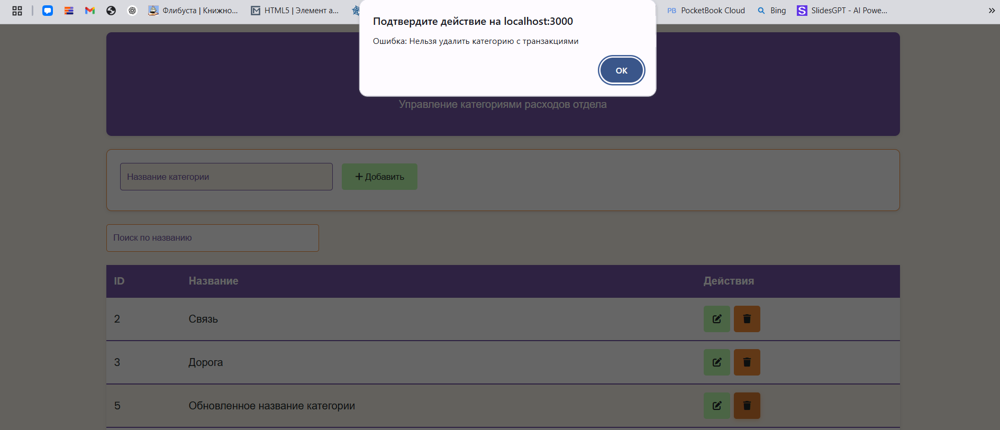 Флибуста | Книжно...
HTML5 | Элемент a...
PB PocketBook Cloud
Bing
S SlidesGPT - AI Powe...
Подтвердите действие на localhost:3000
Ошибка: Нельзя удалить категорию с транзакциями
ОК
Управление категориями расходов отдела
Название категории
+ Добавить
Поиск по названию
ID Название Действия
2 Связь
3 Дорога
5 Обновленное название категории